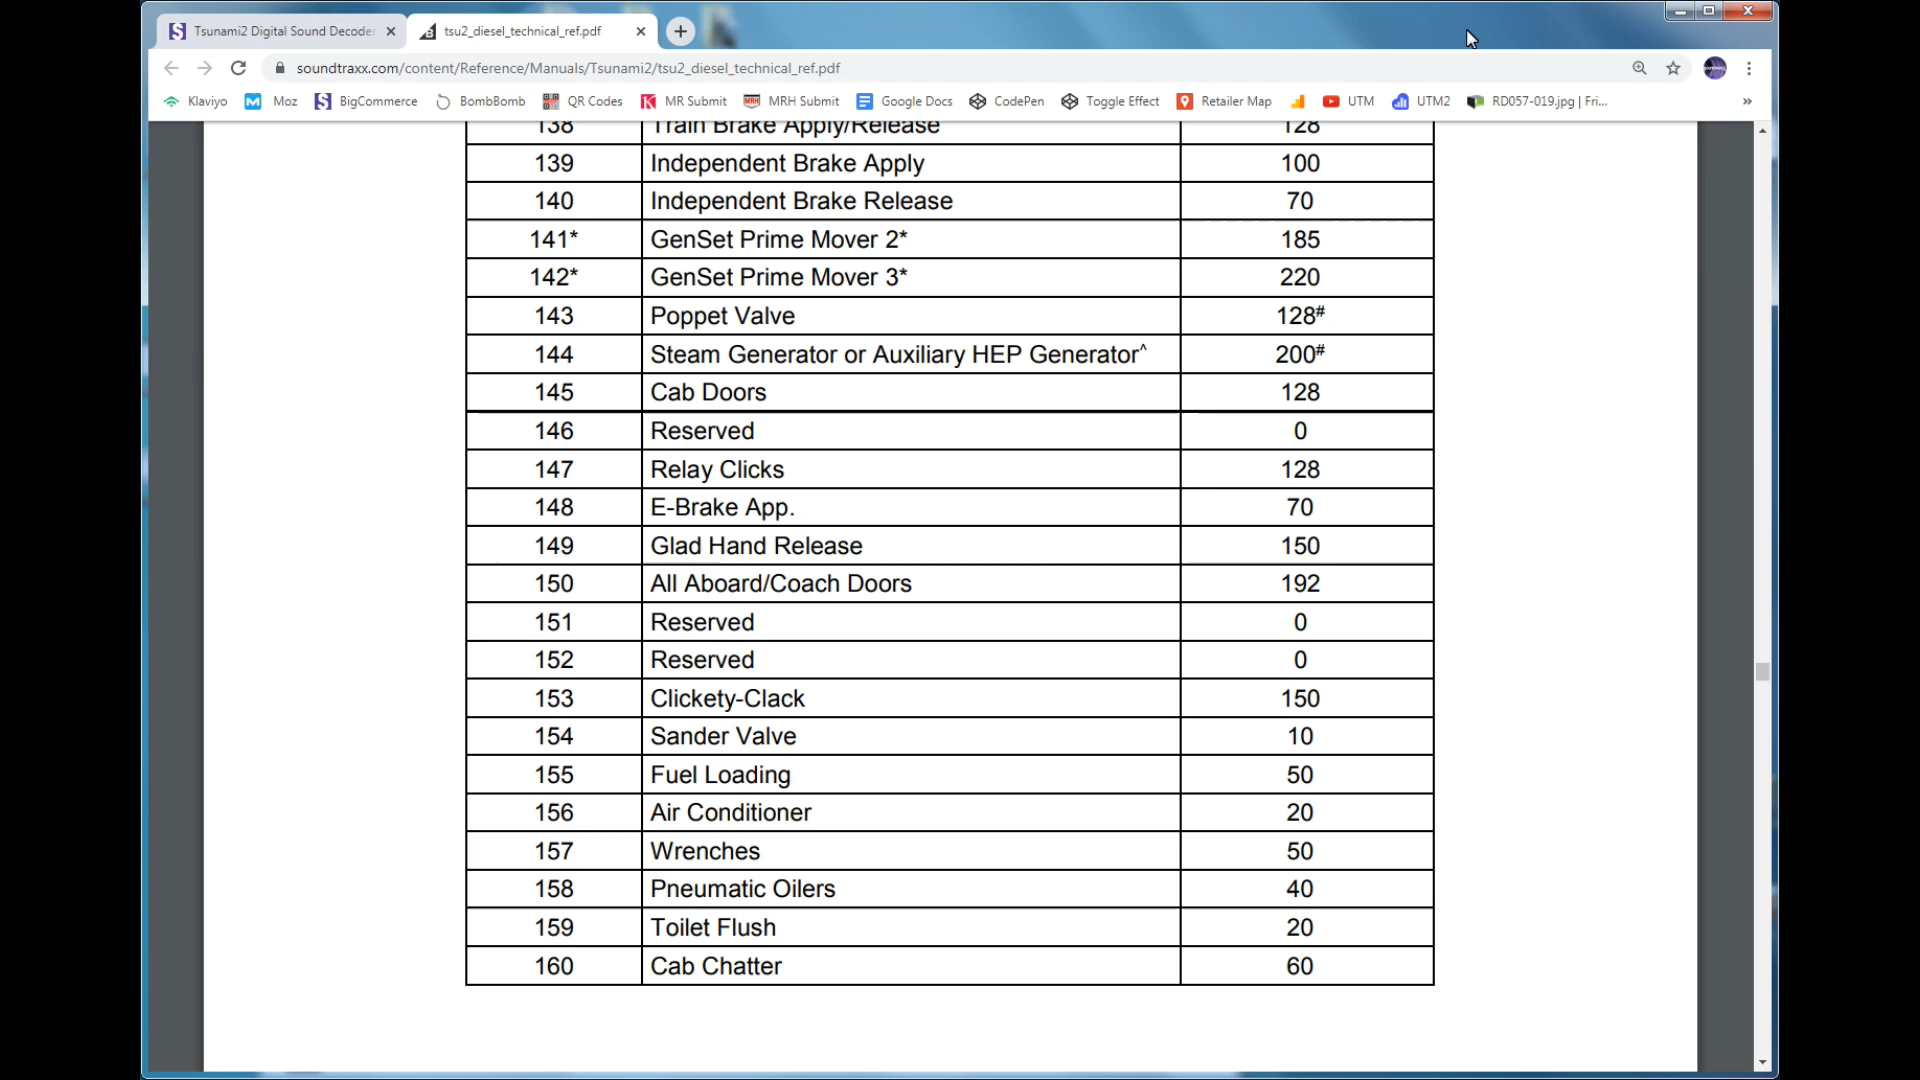 Tsunami2 Digital Sound Decoder
tsu2_diesel_technical_ref.pdf
soundtraxx.com/content/Reference/Manuals/Tsunami2/tsu2_diesel_technical_ref.pdf
Klaviyo Moz BigCommerce BombBomb QR Codes MR Submit MRH Submit Google Docs CodePen Toggle Effect Retailer Map UTM UTM2 RD057-019.jpg | Fri...
138 Train Brake Apply/Release 128
139 Independent Brake Apply 100
140 Independent Brake Release 70
141* GenSet Prime Mover 2* 185
142* GenSet Prime Mover 3* 220
143 Poppet Valve 128#
144 Steam Generator or Auxiliary HEP Generator^ 200#
145 Cab Doors 128
146 Reserved 0
147 Relay Clicks 128
148 E-Brake App. 70
149 Glad Hand Release 150
150 All Aboard/Coach Doors 192
151 Reserved 0
152 Reserved 0
153 Clickety-Clack 150
154 Sander Valve 10
155 Fuel Loading 50
156 Air Conditioner 20
157 Wrenches 50
158 Pneumatic Oilers 40
159 Toilet Flush 20
160 Cab Chatter 60